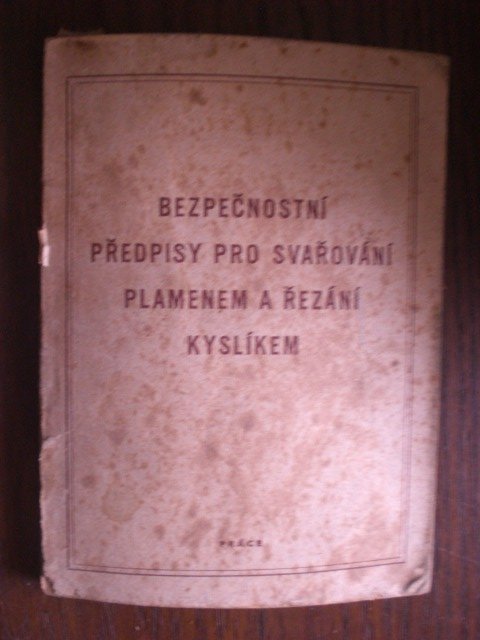 BEZPEČNOSTNÍ
PŘEDPISY PRO SVAŘOVÁNÍ
PLAMENEM A ŘEZÁNÍ
KYSLÍKEM
PRÁCE